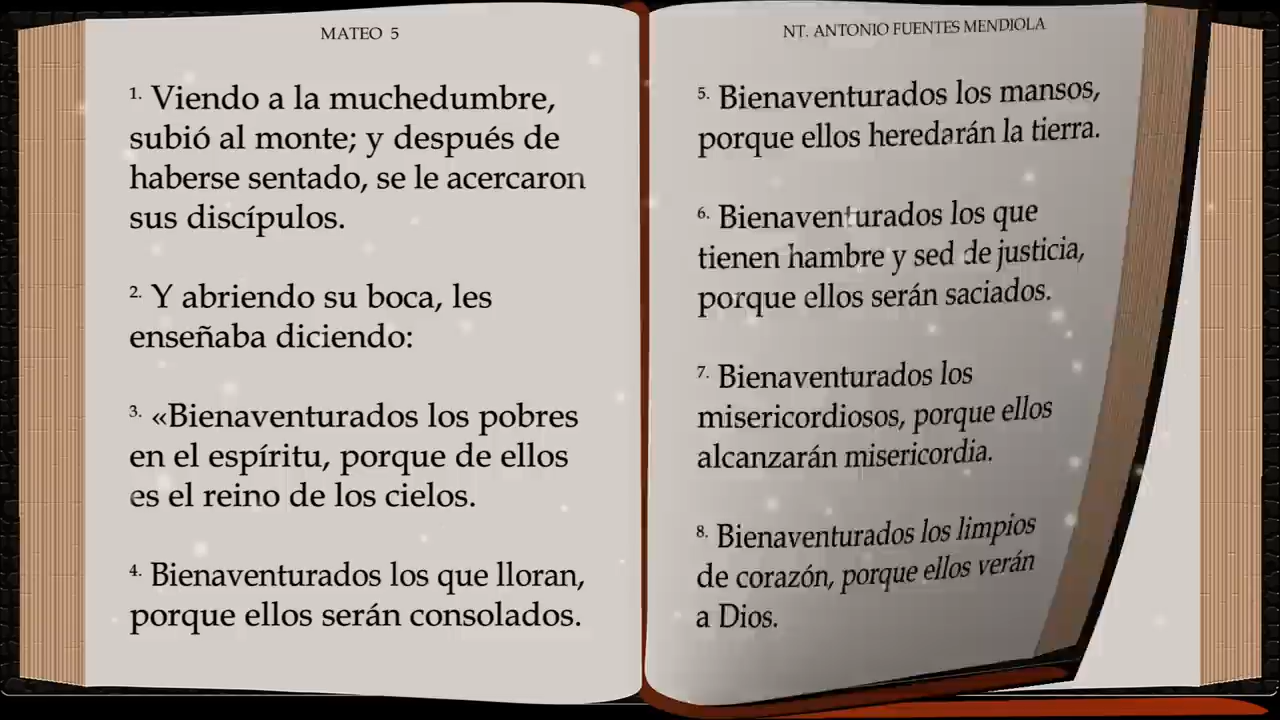 MATEO 5
1. Viendo a la muchedumbre,
subió al monte; y después de
haberse sentado, se le acercaron
sus discípulos.
2. Y abriendo su boca, les
enseñaba diciendo:
3. «Bienaventurados los pobres
en el espíritu, porque de ellos
es el reino de los cielos.
4. Bienaventurados los que lloran,
porque ellos serán consolados.
NT. ANTONIO FUENTES MENDIOLA
5. Bienaventurados los mansos,
porque ellos heredarán la tierra.
6. Bienaventurados los que
tienen hambre y sed de justicia,
porque ellos serán saciados.
7. Bienaventurados los
misericordiosos, porque ellos
alcanzarán misericordia.
8. Bienaventurados los limpios
de corazón, porque ellos verán
a Dios.